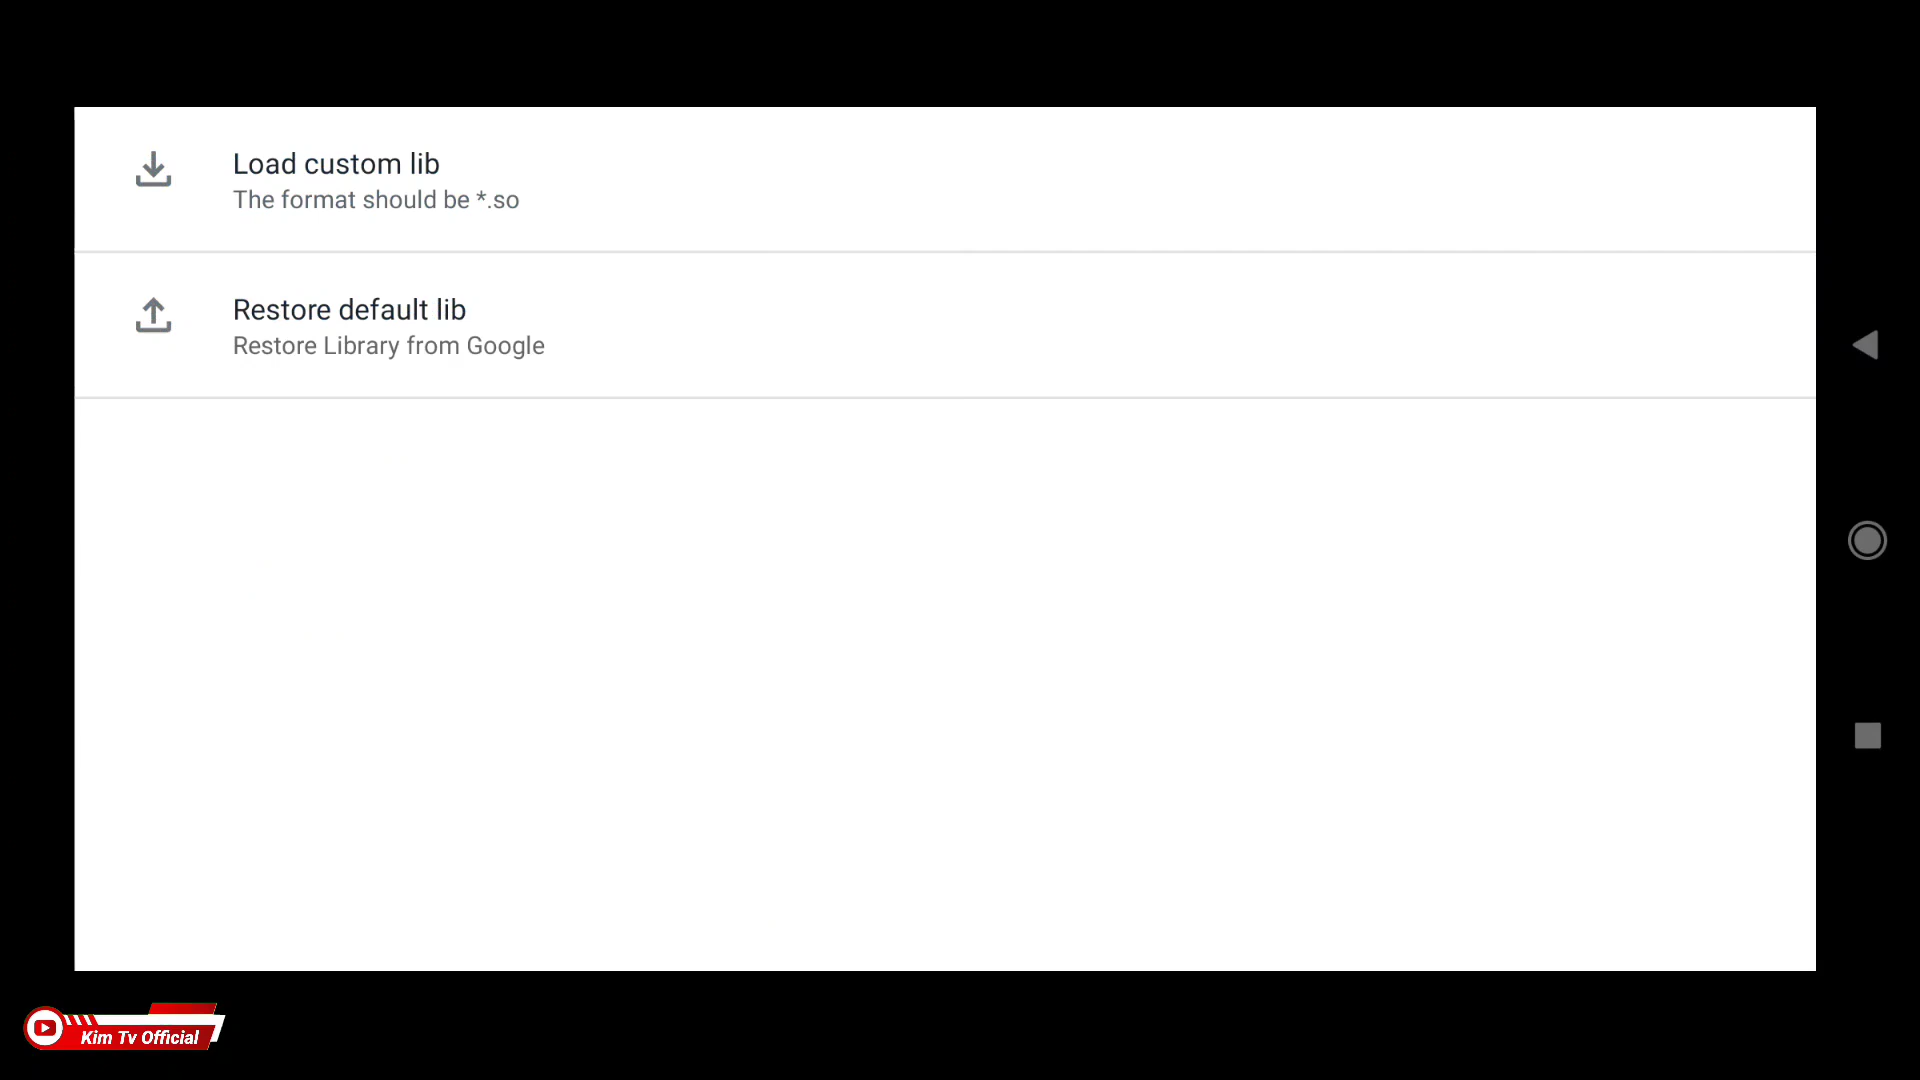 Load custom lib
The format should be *.so
Restore default lib
Restore Library from Google
Kim Tv Official